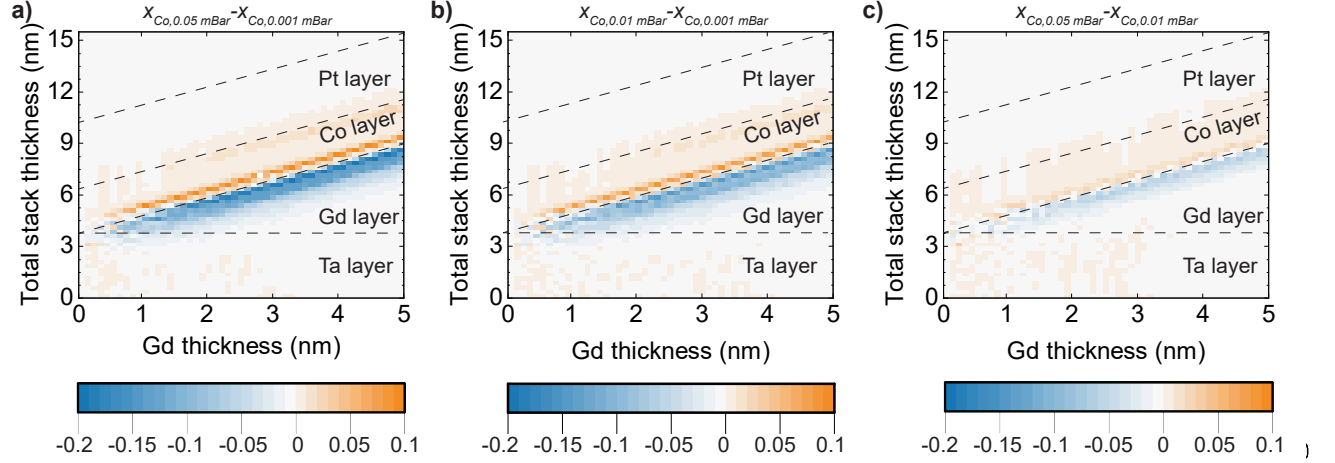 a)
x Co,0.05 mBar-x Co,0.001 mBar
Total stack thickness (nm)
15
12
9
6
3
0
Pt layer
Co layer
Gd layer
Ta layer
0 1 2 3 4 5
Gd thickness (nm)
-0.2 -0.15 -0.1 -0.05 0 0.05 0.1
b)
x Co,0.01 mBar-x Co,0.001 mBar
Total stack thickness (nm)
15
12
9
6
3
0
Pt layer
Co layer
Gd layer
Ta layer
0 1 2 3 4 5
Gd thickness (nm)
-0.2 -0.15 -0.1 -0.05 0 0.05 0.1
c)
x Co,0.05 mBar-x Co,0.01 mBar
Total stack thickness (nm)
15
12
9
6
3
0
Pt layer
Co layer
Gd layer
Ta layer
0 1 2 3 4 5
Gd thickness (nm)
-0.2 -0.15 -0.1 -0.05 0 0.05 0.1